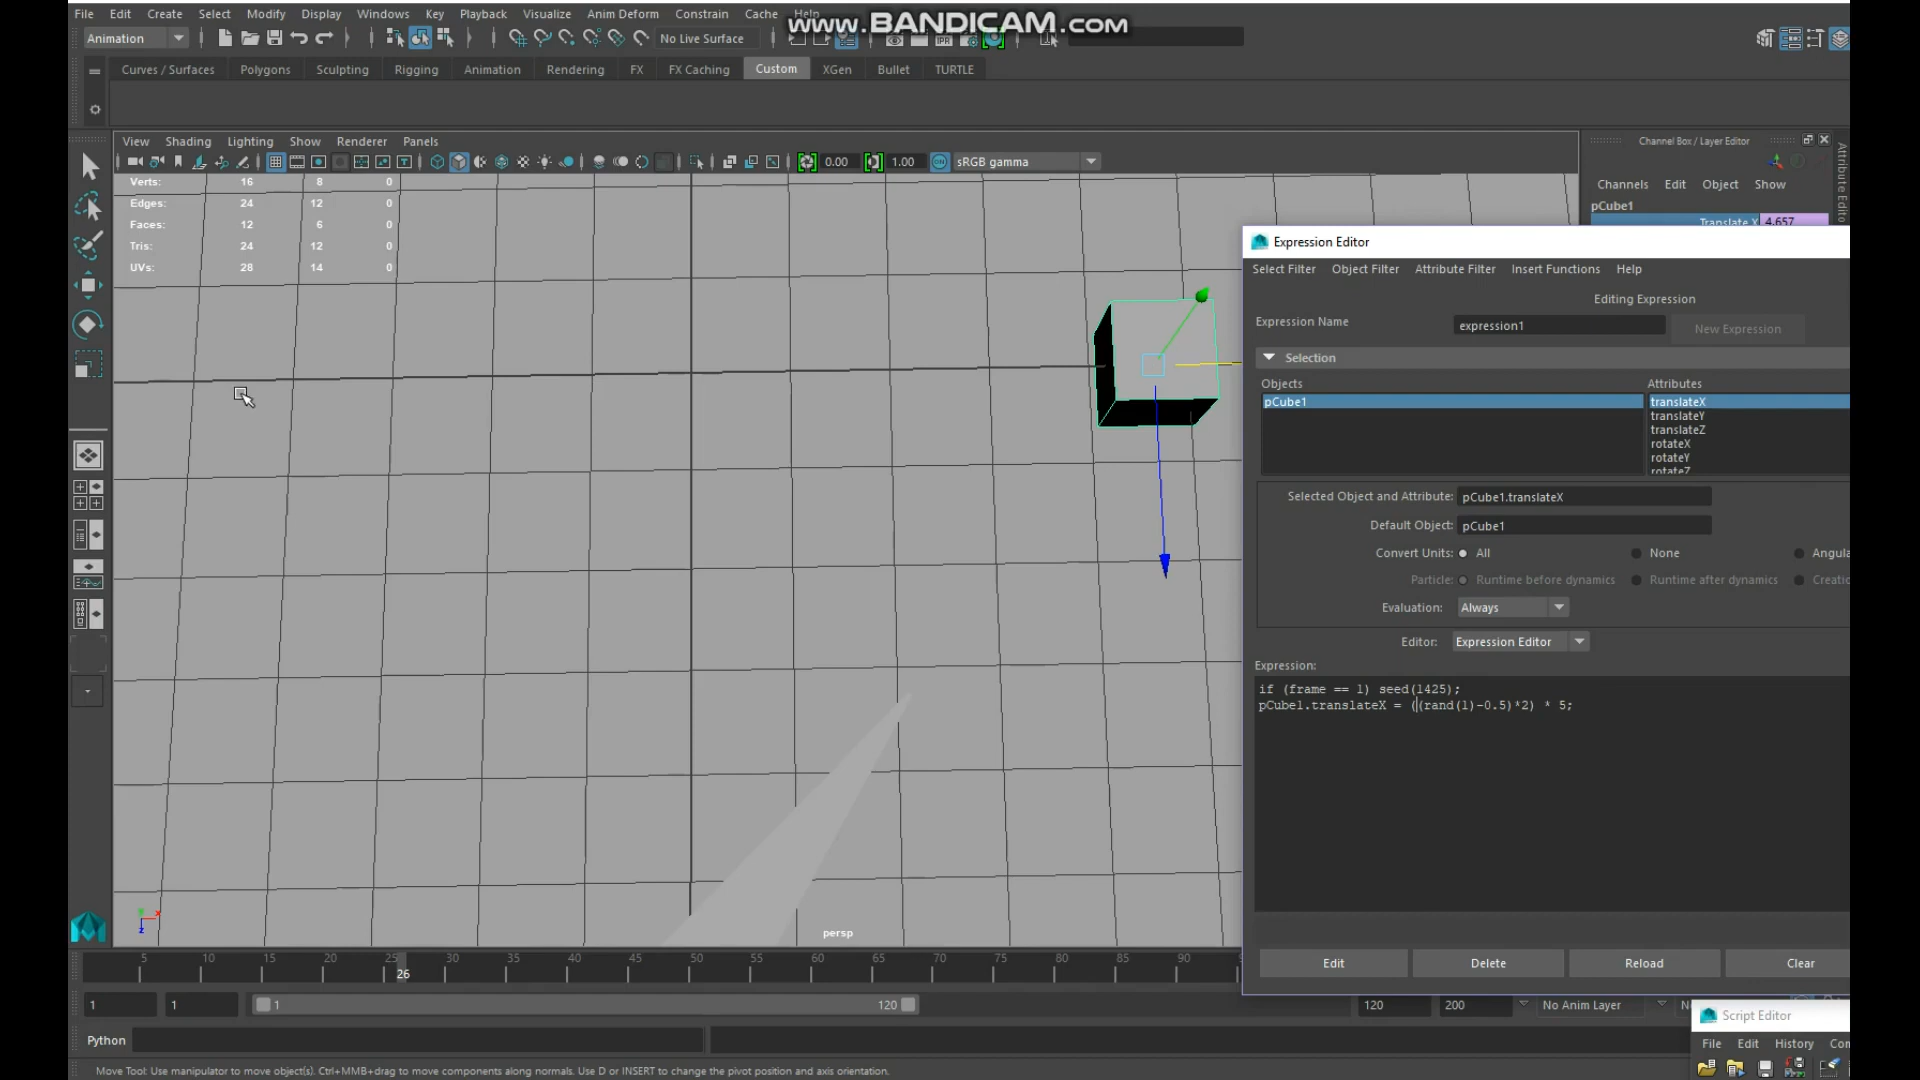 File Edit Create Select Modify Display Windows Key Playback Visualize Anim Deform Constrain Cache Help
www.BANDICAM.com
Animation
No Live Surface
IPR
Curves / Surfaces Polygons Sculpting Rigging Animation Rendering FX FX Caching Custom XGen Bullet TURTLE
View Shading Lighting Show Renderer Panels
0.00 1.00 ON sRGB gamma
Verts: 16 8 0
Edges: 24 12 0
Faces: 12 6 0
Tris: 24 12 0
UVs: 28 14 0
Channel Box / Layer Editor
Channels Edit Object Show
pCube1
Translate X 4.657
Expression Editor
Select Filter Object Filter Attribute Filter Insert Functions Help
Editing Expression
Expression Name expression1 New Expression
Selection
Objects Attributes
pCube1 translateX
translateY
translateZ
rotateX
rotateY
rotateZ
Selected Object and Attribute: pCube1.translateX
Default Object: pCube1
Convert Units: All None Angula
Particle: Runtime before dynamics Runtime after dynamics Creatio
Evaluation: Always
Editor: Expression Editor
Expression:
if (frame == 1) seed(1425);
pCube1.translateX = ((rand(1)-0.5)*2) * 5;
Edit Delete Reload Clear
persp
y x z
5 10 15 20 25 26 30 35 40 45 50 55 60 65 70 75 80 85 90
1 1 1 120 120 200 No Anim Layer
Script Editor
File Edit History Con
Python
Move Tool: Use manipulator to move object(s). Ctrl+MMB+drag to move components along normals. Use D or INSERT to change the pivot position and axis orientation.